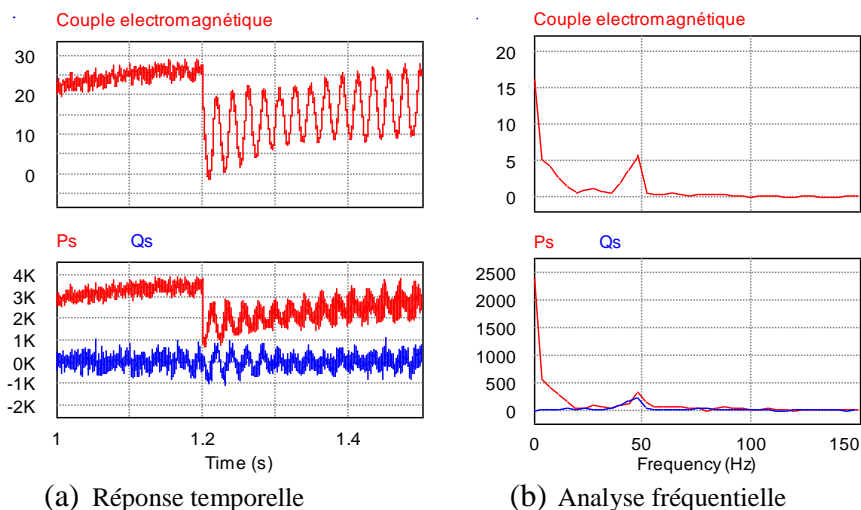 Couple electromagnétique
30
20
10
0
Ps Qs
4K
3K
2K
1K
0K
-1K
-2K
1 1.2 1.4
Time (s)
(a) Réponse temporelle
Couple electromagnétique
20
15
10
5
0
Ps Qs
2500
2000
1500
1000
500
0
0 50 100 150
Frequency (Hz)
(b) Analyse fréquentielle